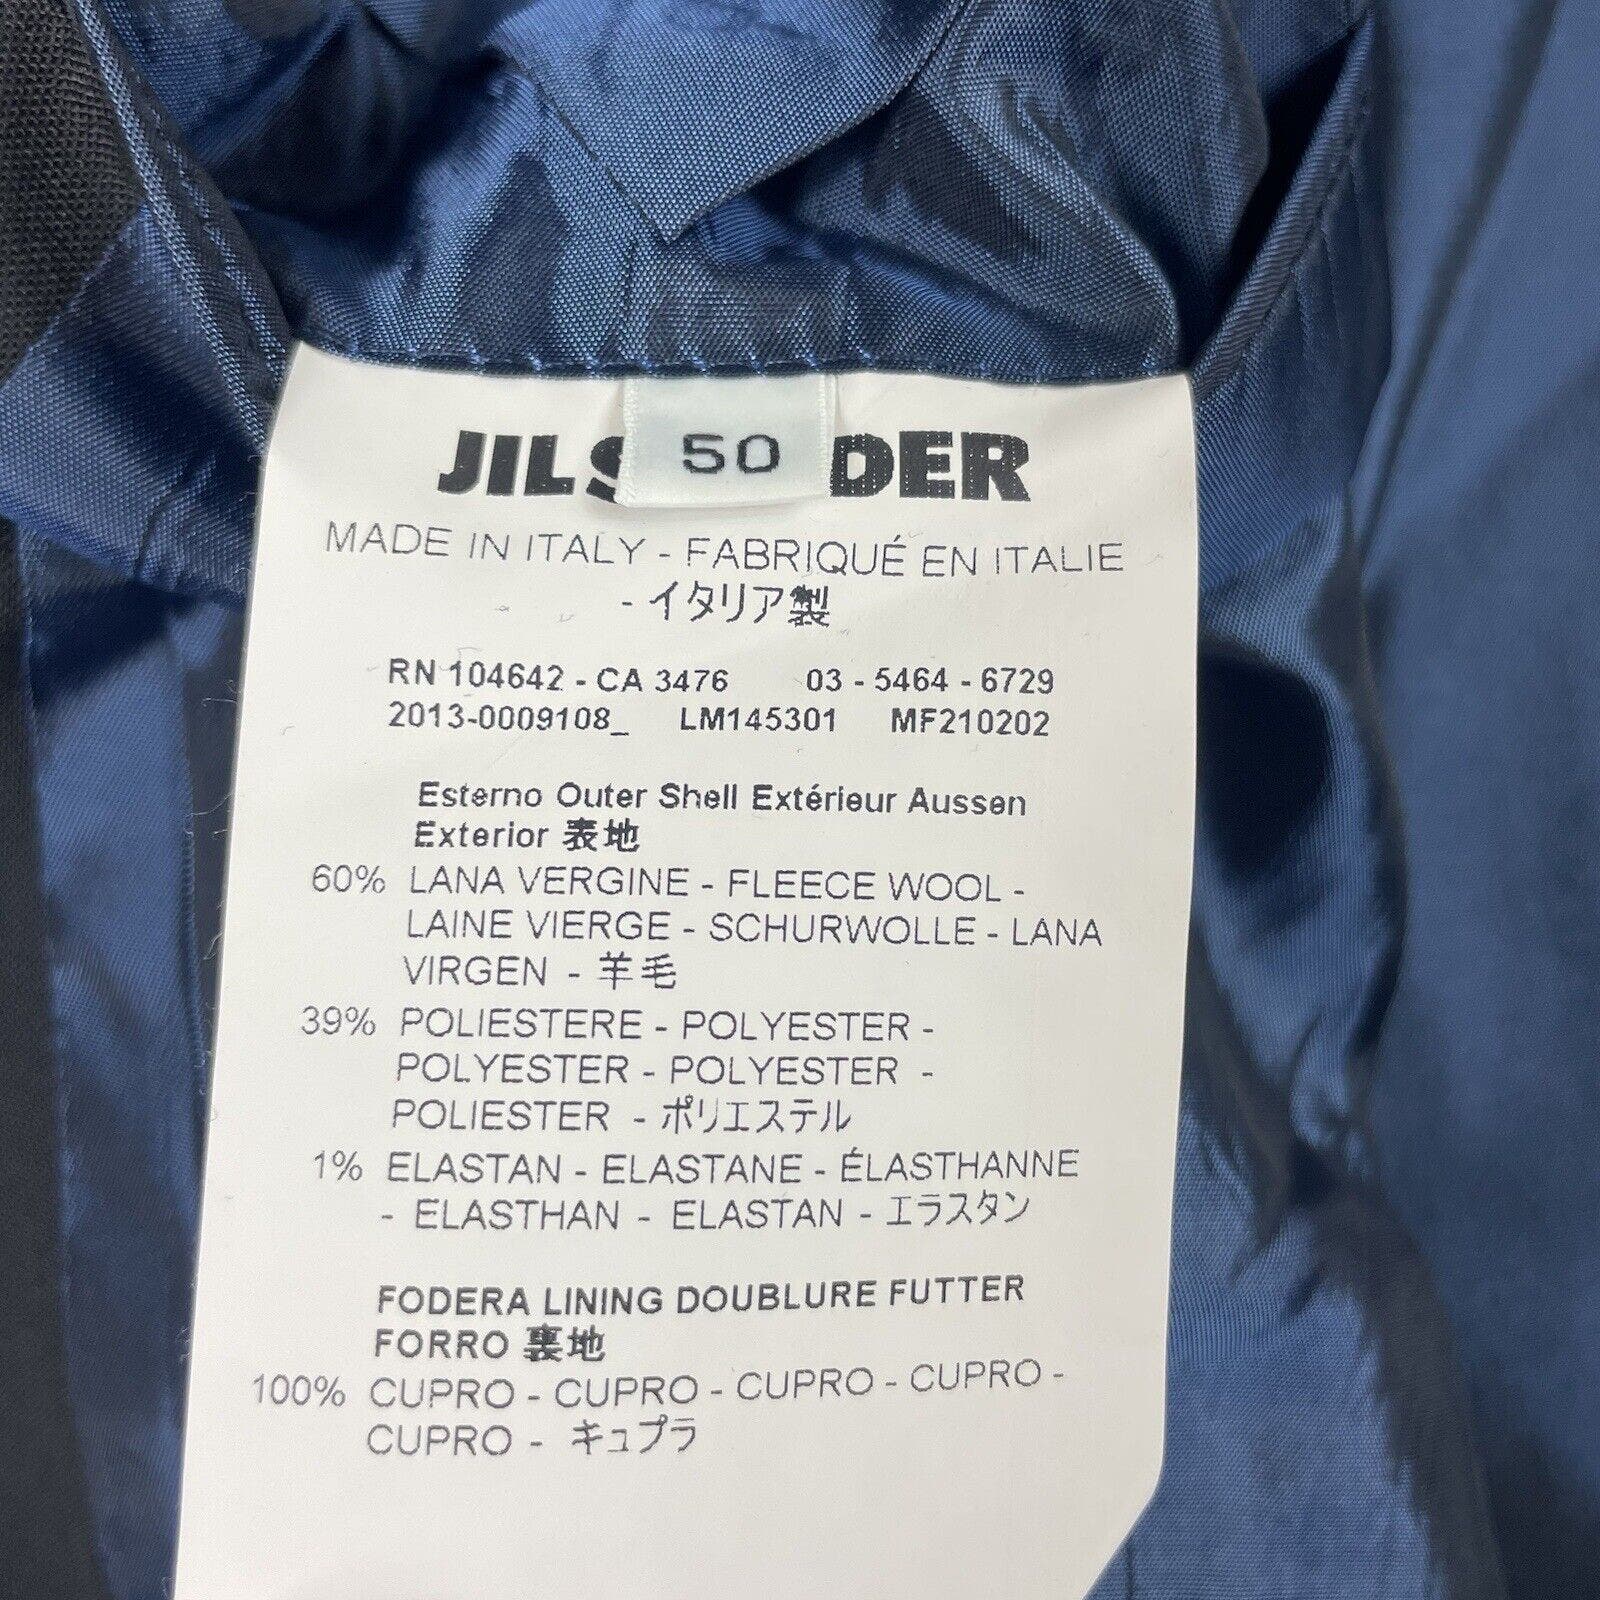 JIL S 50 DER
MADE IN ITALY - FABRIQUÉ EN ITALIE
- イタリア製
RN 104642 - CA 3476 03 - 5464 - 6729
2013-0009108_ LM145301 MF210202
Esterno Outer Shell Extérieur Aussen
Exterior 表地
60% LANA VERGINE - FLEECE WOOL -
LAINE VIERGE - SCHURWOLLE - LANA
VIRGEN - 羊毛
39% POLIESTERE - POLYESTER -
POLYESTER - POLYESTER -
POLIESTER - ポリエステル
1% ELASTAN - ELASTANE - ÉLASTHANNE
- ELASTHAN - ELASTAN - エラスタン
FODERA LINING DOUBLURE FUTTER
FORRO 裏地
100% CUPRO - CUPRO - CUPRO - CUPRO -
CUPRO - キュプラ